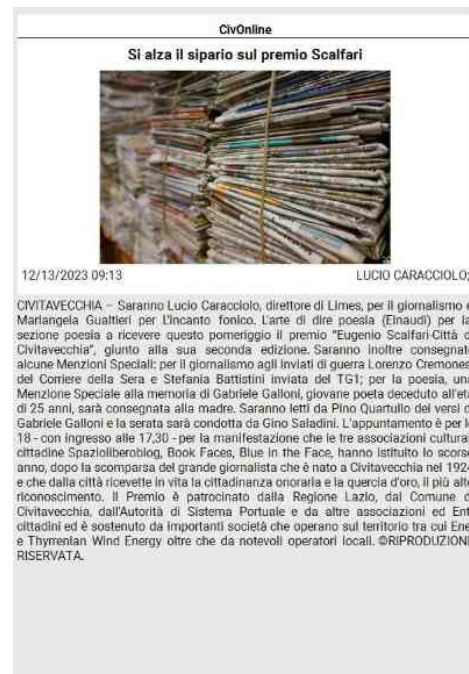 CivOnline
Si alza il sipario sul premio Scalfari
12/13/2023 09:13
LUCIO CARACCIOLO;
CIVITAVECCHIA – Saranno Lucio Caracciolo, direttore di Limes, per il giornalismo e
Mariangela Gualtieri per L'incanto fonico. L'arte di dire poesia (Einaudi) per la
sezione poesia a ricevere questo pomeriggio il premio "Eugenio Scalfari-Città d
Civitavecchia", giunto alla sua seconda edizione. Saranno inoltre consegnat
alcune Menzioni Speciali: per il giornalismo agli inviati di guerra Lorenzo Cremones
del Corriere della Sera e Stefania Battistini inviata del TG1; per la poesia, una
Menzione Speciale alla memoria di Gabriele Galloni, giovane poeta deceduto all'età
di 25 anni, sarà consegnata alla madre. Saranno letti da Pino Quartullo dei versi d
Gabriele Galloni e la serata sarà condotta da Gino Saladini. L'appuntamento è per le
18 - con ingresso alle 17,30 - per la manifestazione che le tre associazioni cultural
cittadine Spazioliberoblog, Book Faces, Blue in the Face, hanno istituito lo scorso
anno, dopo la scomparsa del grande giornalista che è nato a Civitavecchia nel 1924
e che dalla città ricevette in vita la cittadinanza onoraria e la quercia d'oro, il più alto
riconoscimento. Il Premio è patrocinato dalla Regione Lazio, dal Comune d
Civitavecchia, dall'Autorità di Sistema Portuale e da altre associazioni ed Ent
cittadini ed è sostenuto da importanti società che operano sul territorio tra cui Ene
e Thyrrenian Wind Energy oltre che da notevoli operatori locali. ©RIPRODUZIONE
RISERVATA.